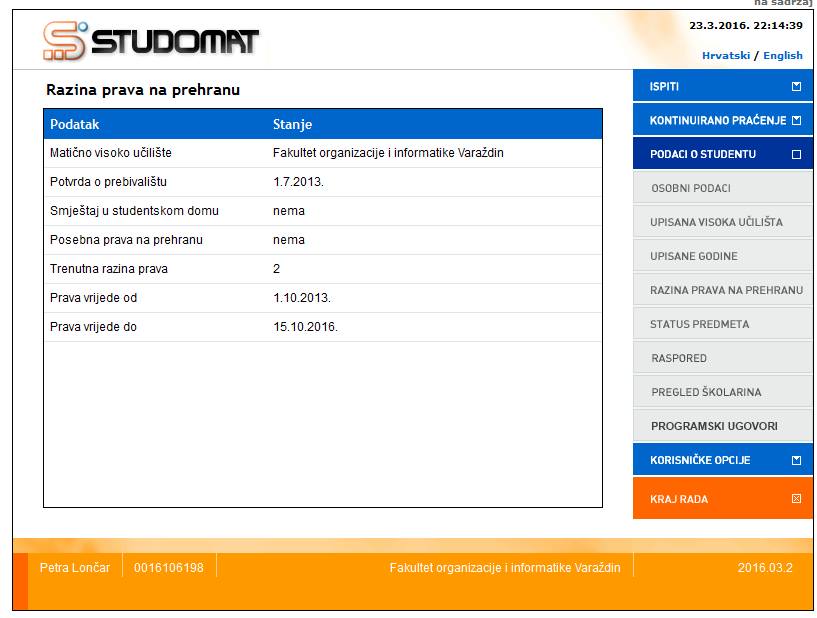 na sadržaj
STUDOMAT
23.3.2016. 22:14:39
Hrvatski / English
Razina prava na prehranu
Podatak Stanje
Matično visoko učilište Fakultet organizacije i informatike Varaždin
Potvrda o prebivalištu 1.7.2013.
Smještaj u studentskom domu nema
Posebna prava na prehranu nema
Trenutna razina prava 2
Prava vrijede od 1.10.2013.
Prava vrijede do 15.10.2016.
ISPITI
KONTINUIRANO PRAĆENJE
PODACI O STUDENTU
OSOBNI PODACI
UPISANA VISOKA UČILIŠTA
UPISANE GODINE
RAZINA PRAVA NA PREHRANU
STATUS PREDMETA
RASPORED
PREGLED ŠKOLARINA
PROGRAMSKI UGOVORI
KORISNIČKE OPCIJE
KRAJ RADA
Petra Lončar 0016106198 Fakultet organizacije i informatike Varaždin 2016.03.2